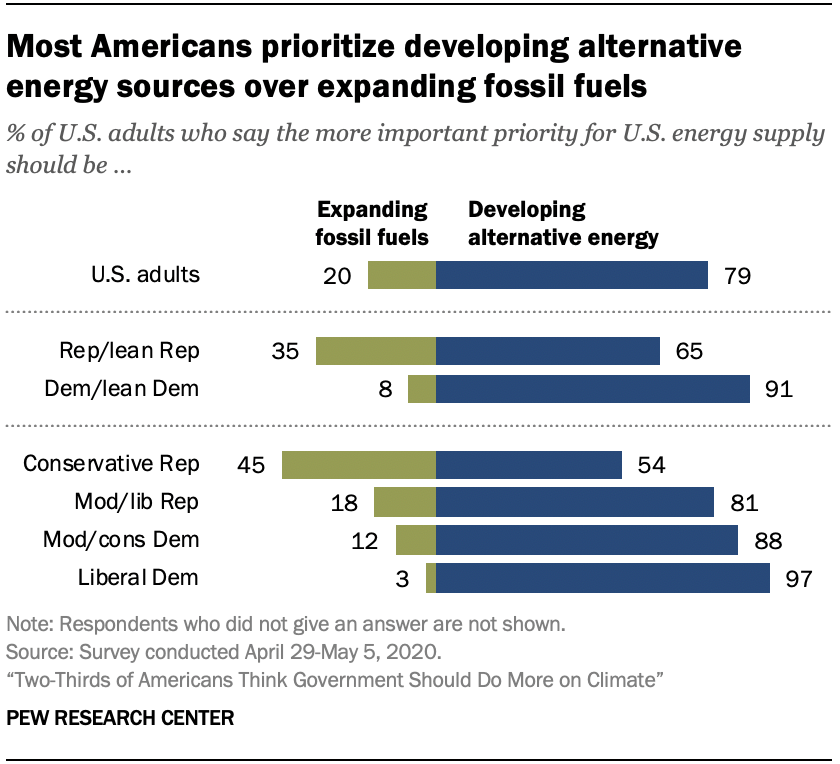 Most Americans prioritize developing alternative
energy sources over expanding fossil fuels
% of U.S. adults who say the more important priority for U.S. energy supply
should be ...
Expanding Developing
fossil fuels alternative energy
U.S. adults 20 79
Rep/lean Rep 35 65
Dem/lean Dem 8 91
Conservative Rep 45 54
Mod/lib Rep 18 81
Mod/cons Dem 12 88
Liberal Dem 3 97
Note: Respondents who did not give an answer are not shown.
Source: Survey conducted April 29-May 5, 2020.
“Two-Thirds of Americans Think Government Should Do More on Climate”
PEW RESEARCH CENTER